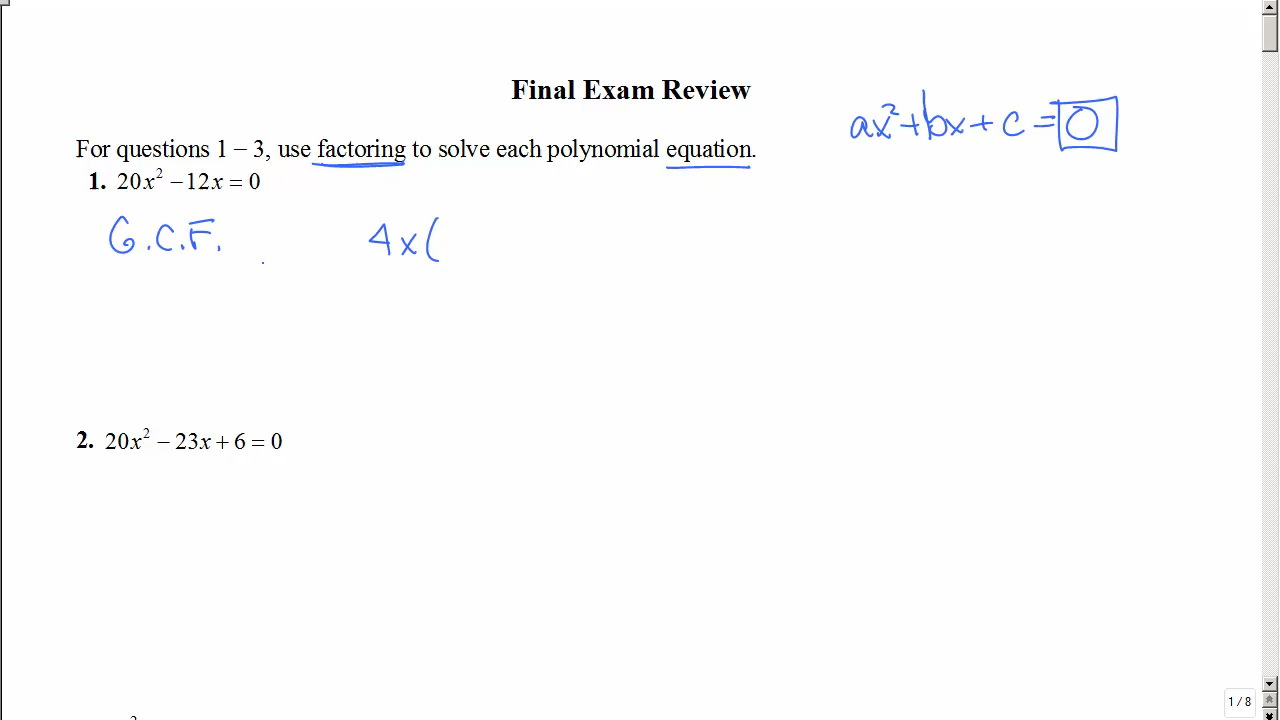 Final Exam Review
ax²+bx+c=0
For questions 1 – 3, use factoring to solve each polynomial equation.
1. 20x² – 12x = 0
G.C.F. 4x(
2. 20x² – 23x + 6 = 0
2
1 / 8